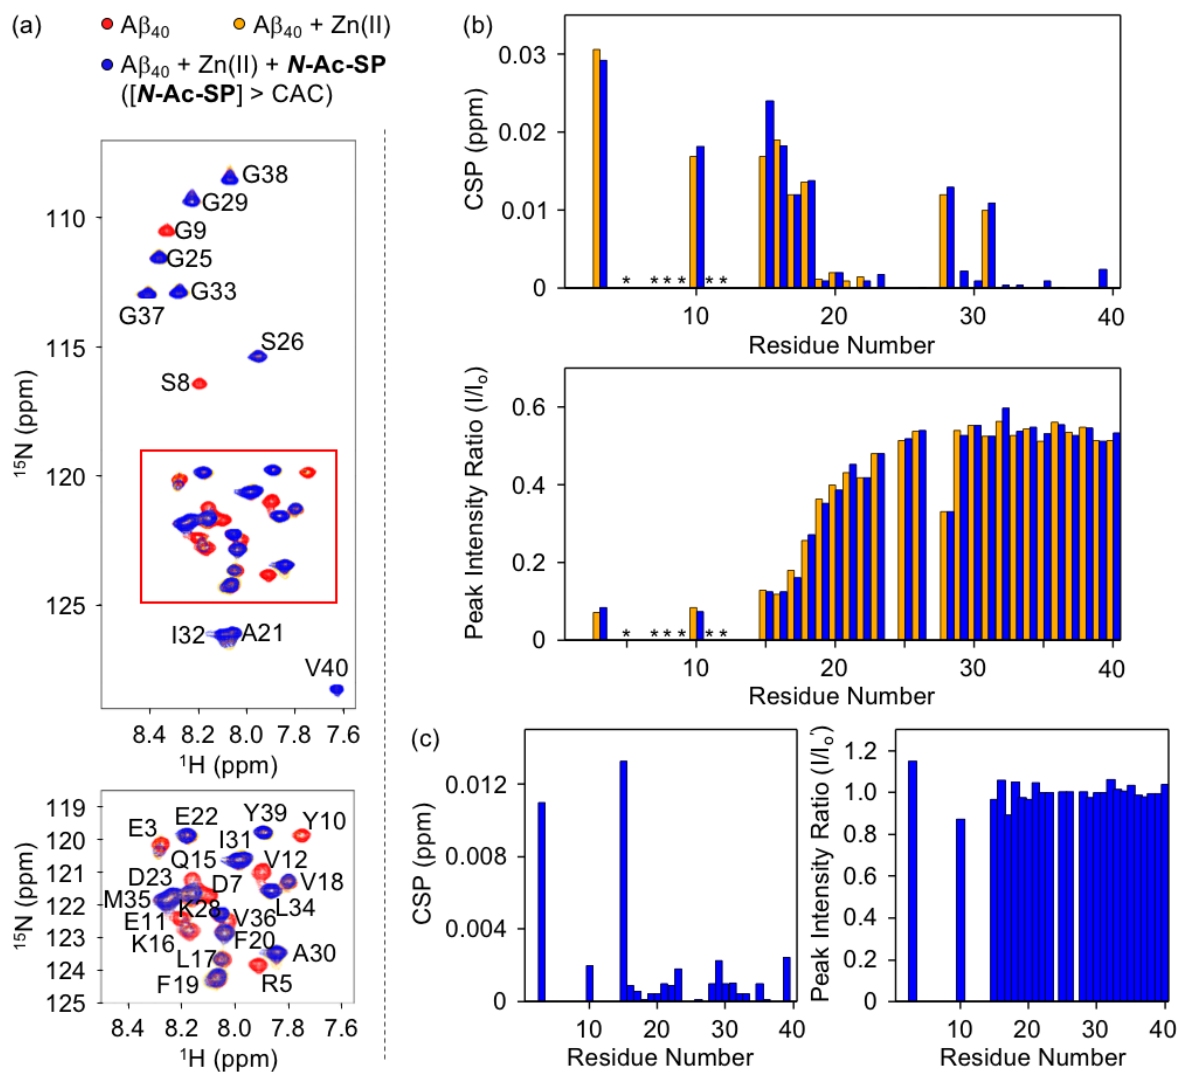 (a)
Aβ40
Aβ40 + Zn(II)
Aβ40 + Zn(II) + N-Ac-SP
([N-Ac-SP] > CAC)
G38
G29
G9
G25
G33
G37
S26
S8
I32
A21
V40
110
115
120
125
15N (ppm)
8.4 8.2 8.0 7.8 7.6
1H (ppm)
E3
E22
Y39
Y10
I31
Q15
V12
D23
D7
V18
M35
K28
L34
E11
V36
K16
F20
A30
L17
F19
R5
119
120
121
122
123
124
125
15N (ppm)
8.4 8.2 8.0 7.8 7.6
1H (ppm)
(b)
0.03
0.02
0.01
0
CSP (ppm)
* * * * * *
10 20 30 40
Residue Number
0.6
0.4
0.2
0
Peak Intensity Ratio (I/Io)
* * * * * *
10 20 30 40
Residue Number
(c)
0.012
0.008
0.004
0
CSP (ppm)
10 20 30 40
Residue Number
1.2
1.0
0.8
0.6
0.4
0.2
0
Peak Intensity Ratio (I/Io')
10 20 30 40
Residue Number